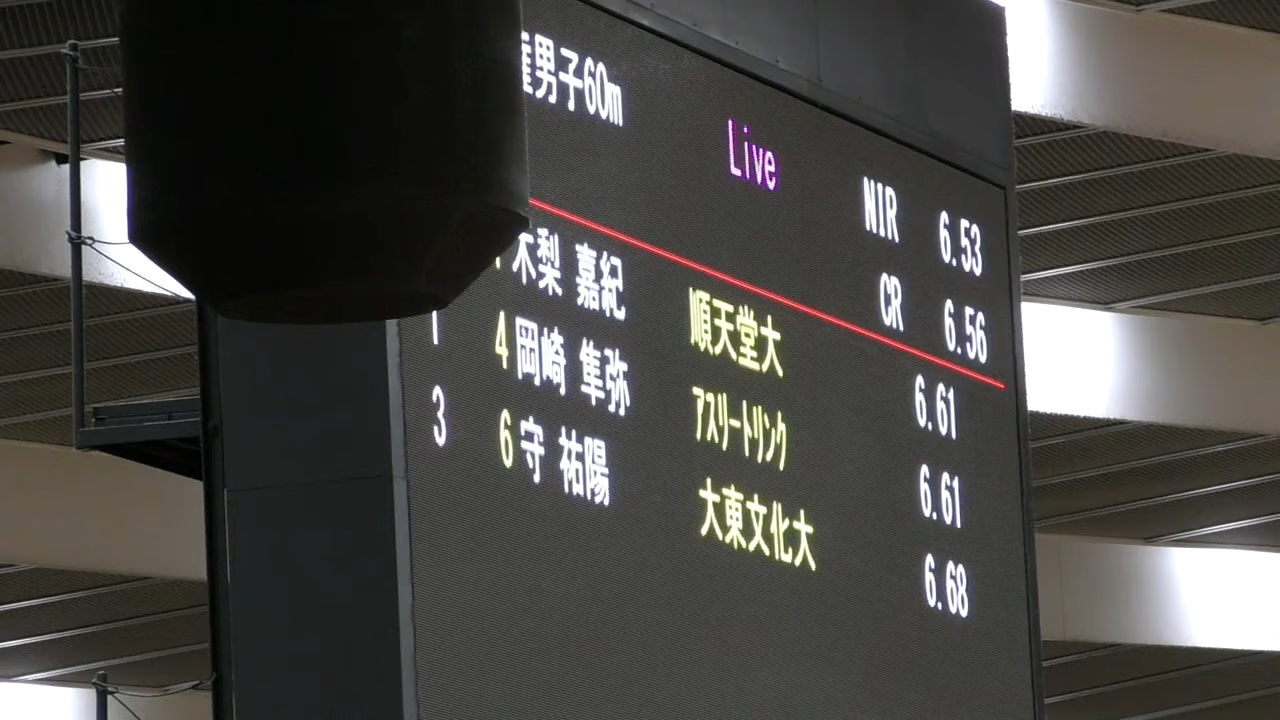 権男子60m
Live
NIR 6.53
CR 6.56
木梨 嘉紀 順天堂大 6.61
1 4 岡崎 隼弥 アスリートリンク 6.61
3 6 守 祐陽 大東文化大 6.68